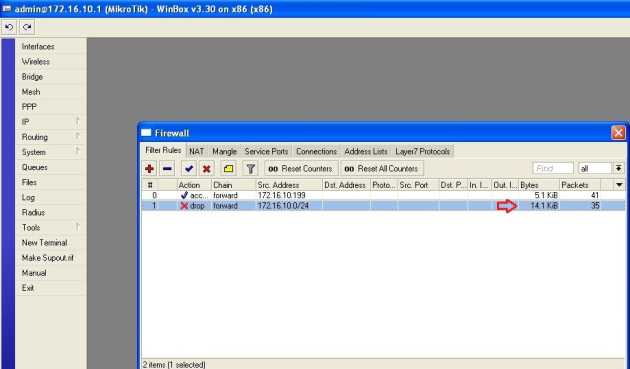 admin@172.16.10.1 (MikroTik) - WinBox v3.30 on x86 (x86)
Interfaces
Wireless
Bridge
Mesh
PPP
IP
Routing
System
Queues
Files
Log
Radius
Tools
New Terminal
Make Supout.rif
Manual
Exit
Firewall
Filter Rules NAT Mangle Service Ports Connections Address Lists Layer7 Protocols
00 Reset Counters 00 Reset All Counters Find all
# Action Chain Src. Address Dst. Address Proto... Src. Port Dst. P... In. I... Out. I... Bytes Packets
0 acc... forward 172.16.10.199 5.1 KiB 41
1 drop forward 172.16.10.0/24 14.1 KiB 35
2 items (1 selected)